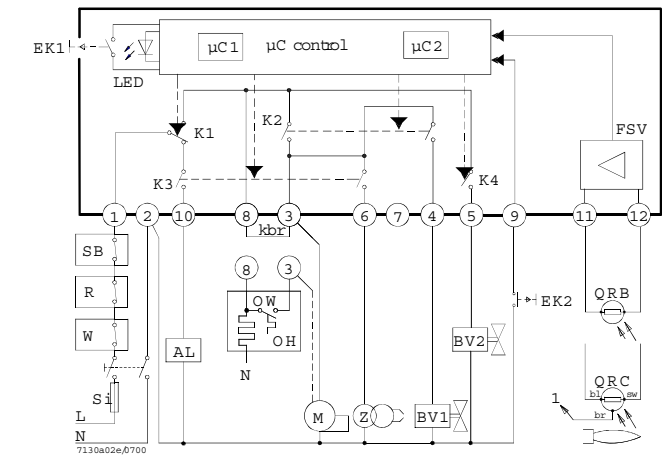 EK1
µC1
µC control
µC2
LED
K1
K2
FSV
K3
K4
1
2
10
8
3
6
7
4
5
9
11
12
kbr
SB
R
W
Si
L
N
7130a02e/0700
AL
8
3
OW
OH
N
M
Z
BV1
BV2
EK2
QRB
QRC
bl
sw
br
1